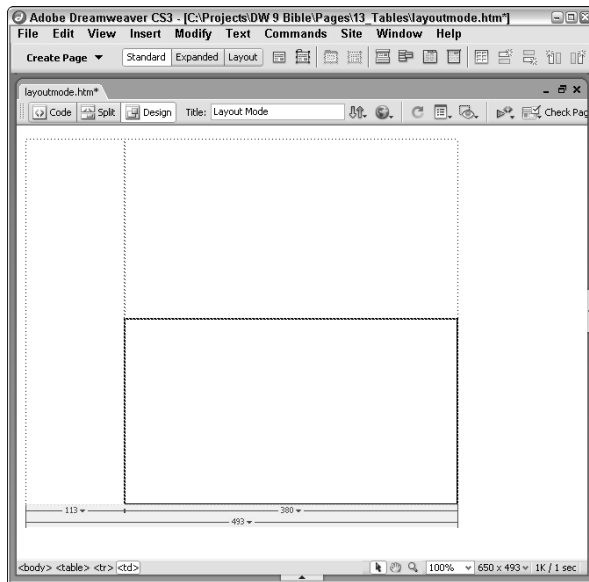 Adobe Dreamweaver CS3 - [C:\Projects\DW 9 Bible\Pages\13_Tables\layoutmode.htm*]
File Edit View Insert Modify Text Commands Site Window Help
Create Page Standard Expanded Layout
layoutmode.htm*
Code Split Design Title: Layout Mode Check Pag
113 380
493
<body> <table> <tr> <td> 100% 650 x 493 1K / 1 sec